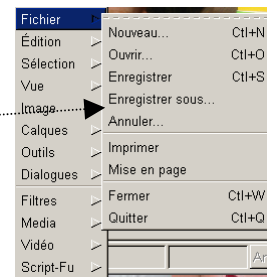 Fichier
Édition
Sélection
Vue
Image
Calques
Outils
Dialogues
Filtres
Media
Vidéo
Script-Fu
Nouveau... Ctl+N
Ouvrir... Ctl+O
Enregistrer Ctl+S
Enregistrer sous...
Annuler...
Imprimer
Mise en page
Fermer Ctl+W
Quitter Ctl+Q